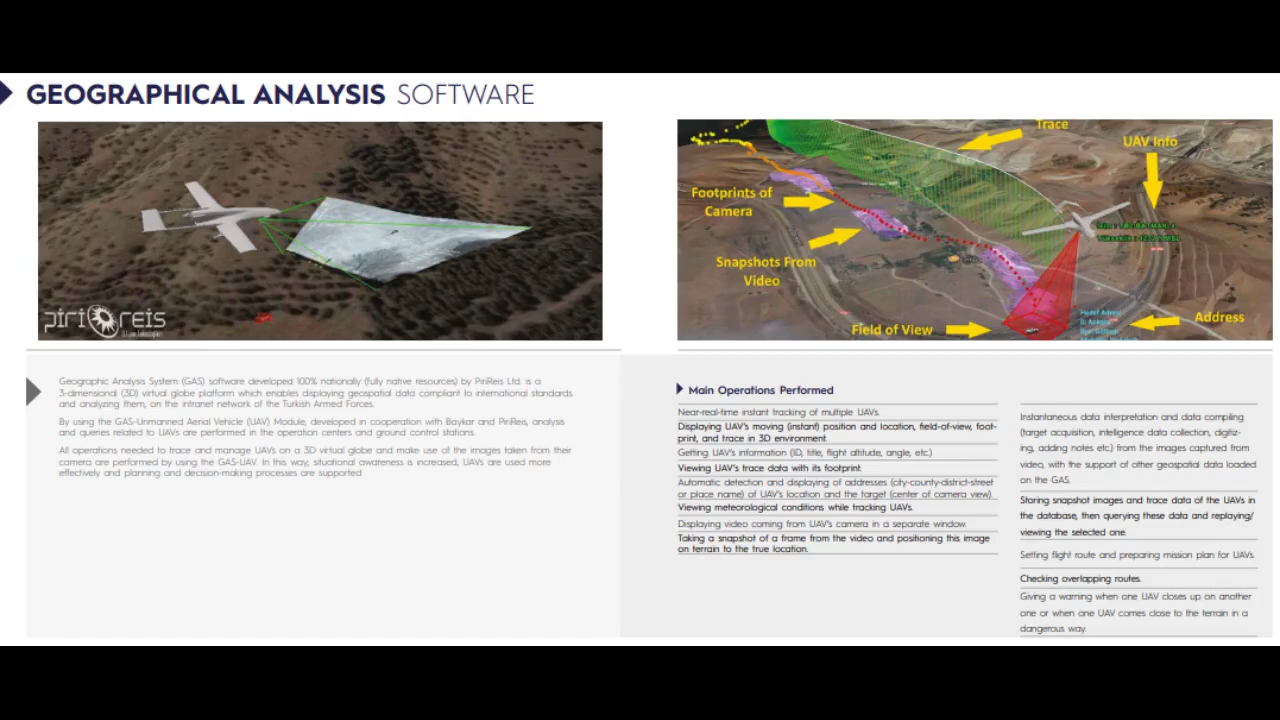 GEOGRAPHICAL ANALYSIS SOFTWARE
piri reis
Trace
UAV Info
Footprints of
Camera
Snapshots From
Video
Field of View
Address
Geographic Analysis System (GAS) software developed 100% nationally (fully native resources) by PiriReis Ltd. is a
3-dimensional (3D) virtual globe platform which enables displaying geospatial data compliant to international standards
and analyzing them, on the intranet network of the Turkish Armed Forces.
By using the GAS-Unmanned Aerial Vehicle (UAV) Module, developed in cooperation with Baykar and PiriReis, analysis
and queries related to UAVs are performed in the operation centers and ground control stations.
All operations needed to trace and manage UAVs on a 3D virtual globe and make use of the images taken from their
camera are performed by using the GAS-UAV. In this way, situational awareness is increased, UAVs are used more
effectively and planning and decision-making processes are supported
Main Operations Performed
Near-real-time instant tracking of multiple UAVs.
Displaying UAV's moving (instant) position and location, field-of-view, foot-
print, and trace in 3D environment
Getting UAV's information (ID, title, flight altitude, angle, etc.)
Viewing UAV's trace data with its footprint.
Automatic detection and displaying of addresses (city-county-district-street
or place name) of UAV's location and the target (center of camera view).
Viewing meteorological conditions while tracking UAVs.
Displaying video coming from UAV's camera in a separate window.
Taking a snapshot of a frame from the video and positioning this image
on terrain to the true location.
Instantaneous data interpretation and data compiling
(target acquisition, intelligence data collection, digitiz-
ing, adding notes etc.) from the images captured from
video, with the support of other geospatial data loaded
on the GAS.
Storing snapshot images and trace data of the UAVs in
the database, then querying these data and replaying/
viewing the selected one.
Setting flight route and preparing mission plan for UAVs.
Checking overlapping routes.
Giving a warning when one UAV closes up on another
one or when one UAV comes close to the terrain in a
dangerous way.